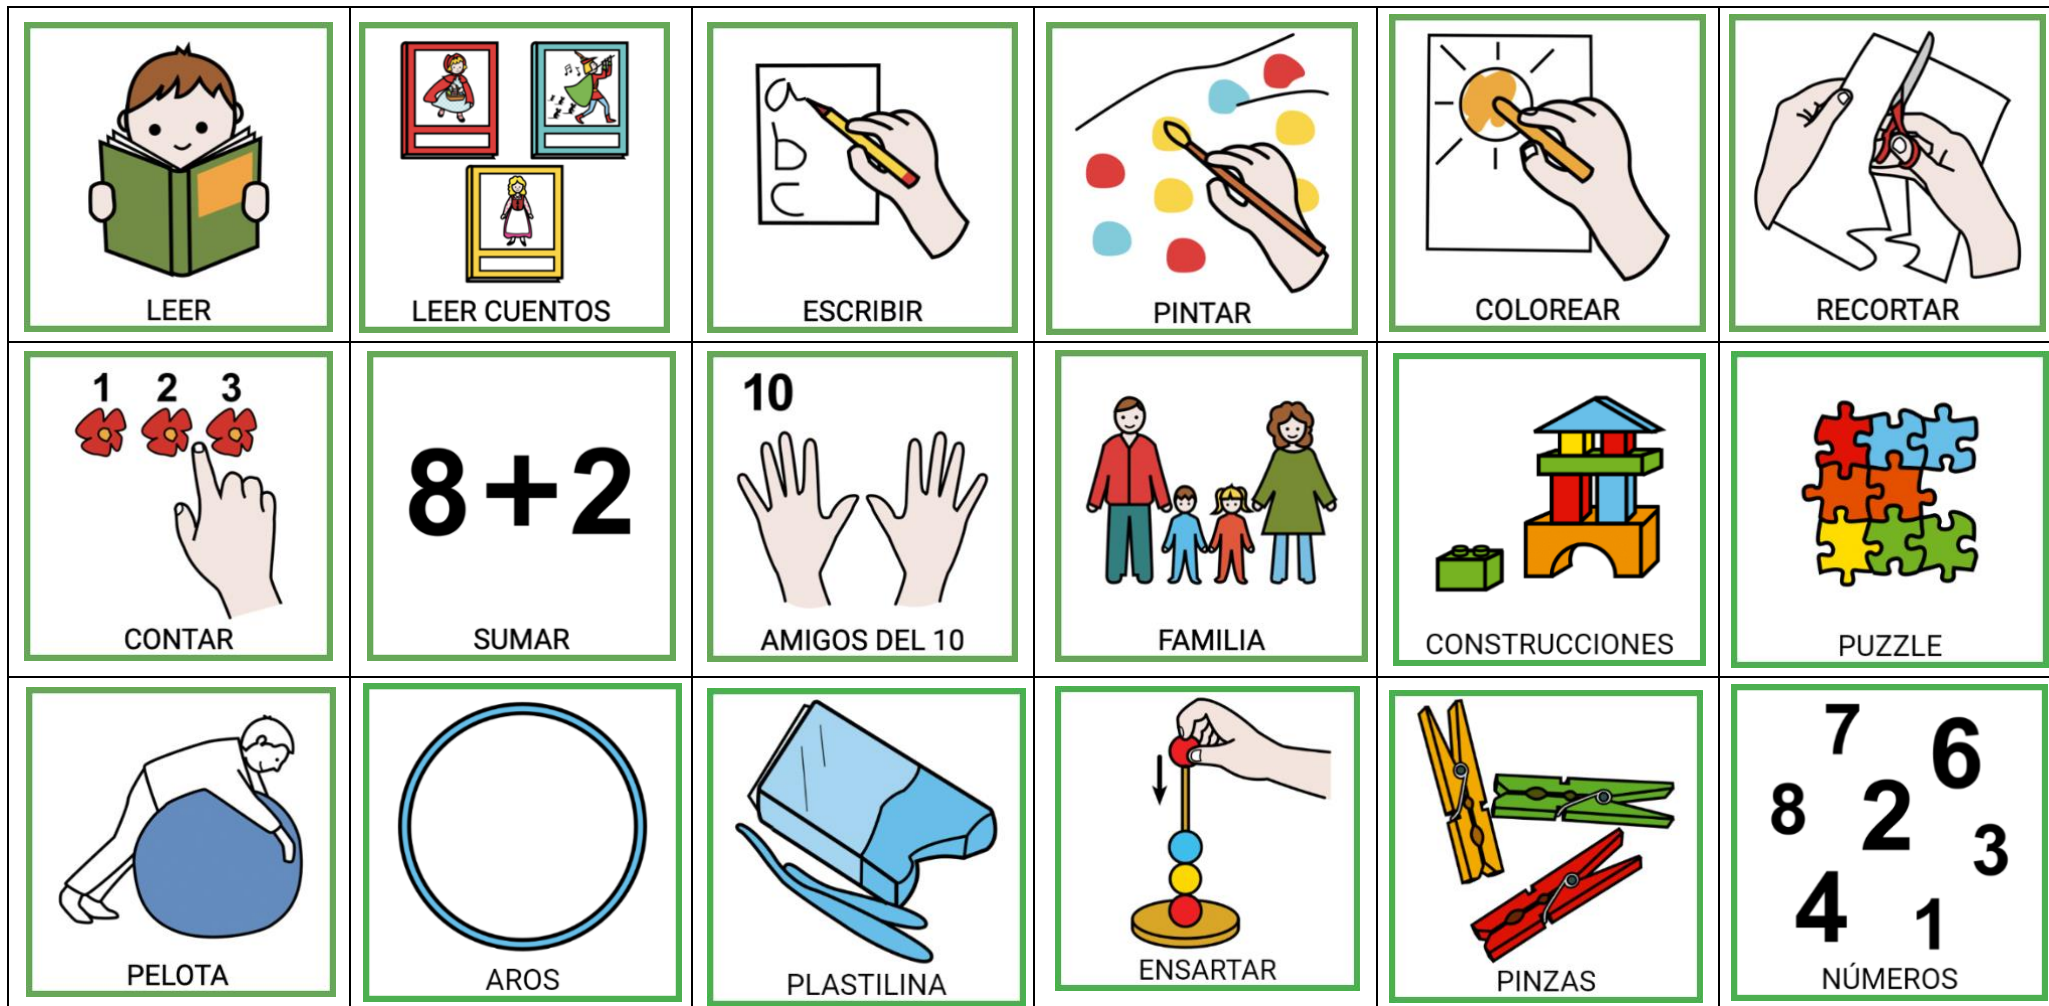 LEER
LEER CUENTOS
a
b
c
ESCRIBIR
PINTAR
COLOREAR
RECORTAR
1 2 3
CONTAR
8+2
SUMAR
10
AMIGOS DEL 10
FAMILIA
CONSTRUCCIONES
PUZZLE
PELOTA
AROS
PLASTILINA
ENSARTAR
PINZAS
7 6
8 2 3
4 1
NÚMEROS